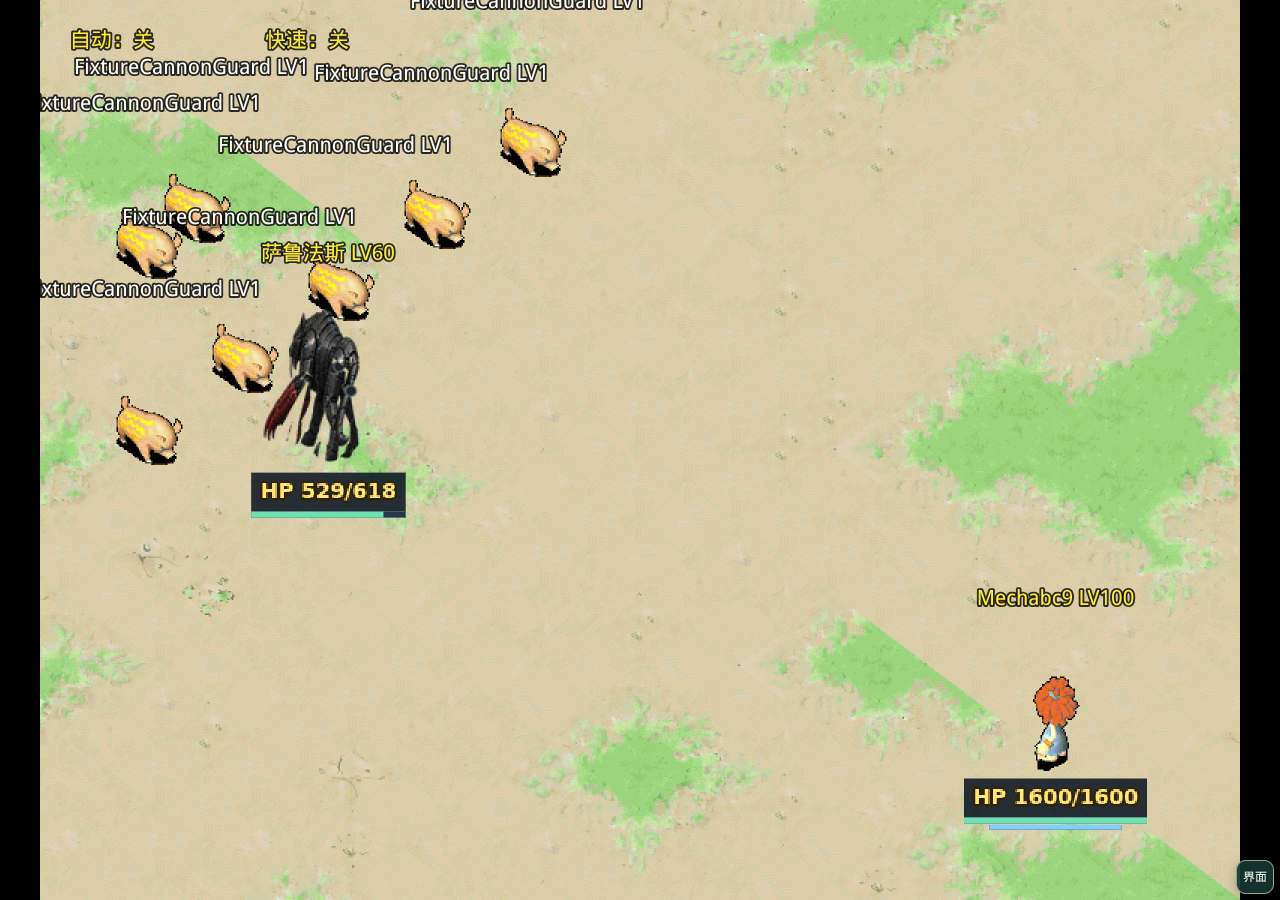 FixtureCannonGuard LV1
自动：关
快速：关
FixtureCannonGuard LV1
FixtureCannonGuard LV1
xtureCannonGuard LV1
FixtureCannonGuard LV1
FixtureCannonGuard LV1
萨鲁法斯 LV60
xtureCannonGuard LV1
HP 529/618
Mechabc9 LV100
HP 1600/1600
界面